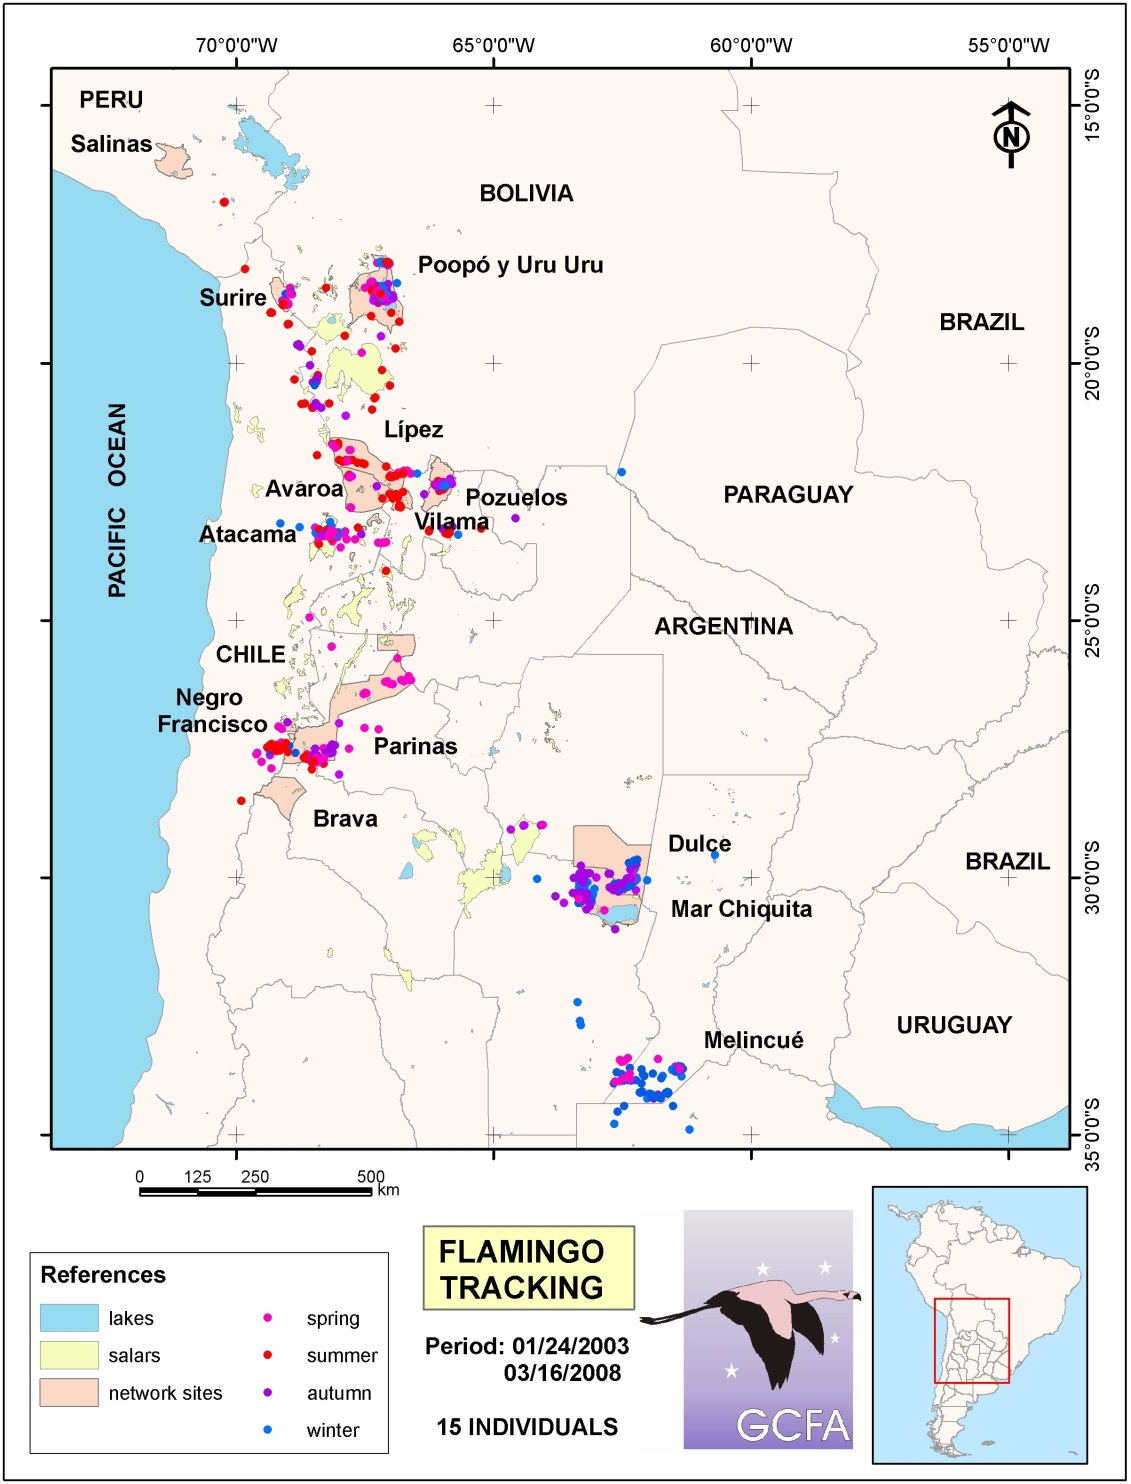 70°0'0"W
65°0'0"W
60°0'0"W
55°0'0"W
PERU
15°0'0"S
Salinas
N
BOLIVIA
Poopó y Uru Uru
Surire
BRAZIL
20°0'0"S
PACIFIC OCEAN
Lípez
Avaroa
Pozuelos
PARAGUAY
Vilama
Atacama
25°0'0"S
ARGENTINA
CHILE
Negro
Francisco
Parinas
Brava
Dulce
BRAZIL
30°0'0"S
Mar Chiquita
URUGUAY
Melincué
35°0'0"S
0 125 250 500
km
FLAMINGO
TRACKING
Period: 01/24/2003
03/16/2008
15 INDIVIDUALS
GCFA
References
lakes
salars
network sites
spring
summer
autumn
winter